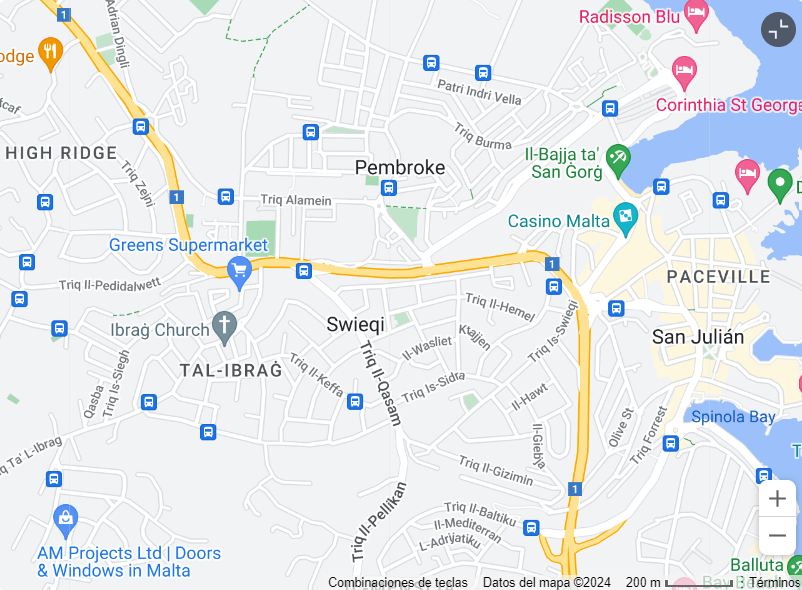 1
Adrian Dingli
Radisson Blu
Patri Indri Vella
Corinthia St George
HIGH RIDGE
Triq Zejni
Triq Burma
Pembroke
Il-Bajja ta'
San Ġorġ
1
Triq Alamein
Casino Malta
Greens Supermarket
1
PACEVILLE
Triq Il-Pedidalwett
Triq Il-Hemel
Triq Is-Swieqi
Ibraġ Church
Swieqi
Ktajjen
San Julián
Il-Wasliet
TAL-IBRAĠ
Triq Il-Keffa
Triq Il-Qasam
Triq Is-Sidra
Il-Hawt
Qasba
Triq Is-Siegh
Olive St
Triq Forrest
Spinola Bay
Triq Ta' L-Ibrag
Il-Ġiebja
Triq Il-Gizimin
1
Triq Il-Pellikan
Triq Il-Baltiku
Il-Mediterran
L-Adrijatiku
AM Projects Ltd | Doors
& Windows in Malta
Balluta
Combinaciones de teclas
Datos del mapa ©2024
200 m
Términos